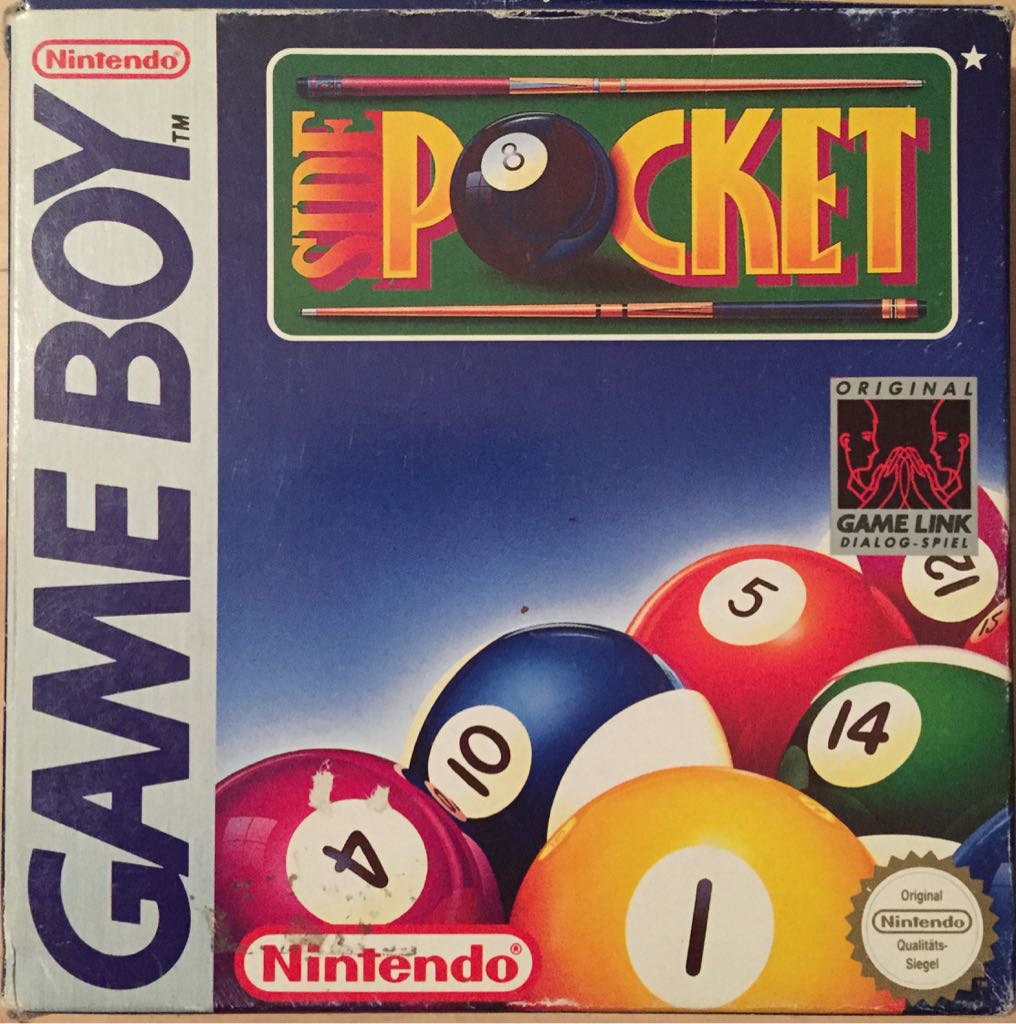 Nintendo®
GAME BOY™
SIDE
POCKET
8
ORIGINAL
GAME LINK
DIALOG-SPIEL
5
12
15
10
14
4
1
Nintendo®
Original
Nintendo
Qualitäts-
Siegel